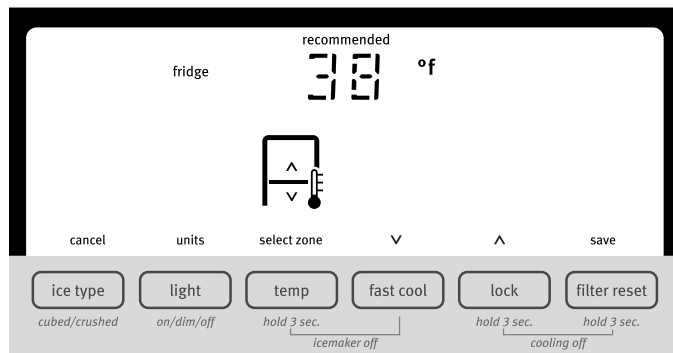 recommended
fridge 38 °f
cancel units select zone ∨ ∧ save
ice type light temp fast cool lock filter reset
cubed/crushed on/dim/off hold 3 sec. hold 3 sec. hold 3 sec.
icemaker off cooling off